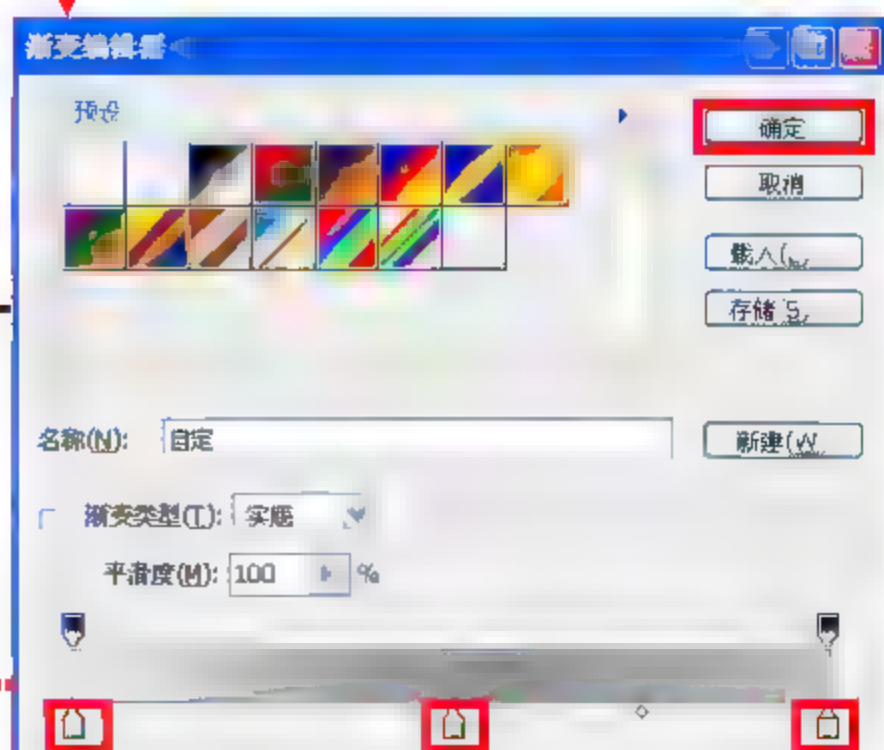 渐变编辑器
预设
确定
取消
载入(
存储
名称(N): 自定
新建(W
渐变类型(T): 实底
平滑度(M): 100 %